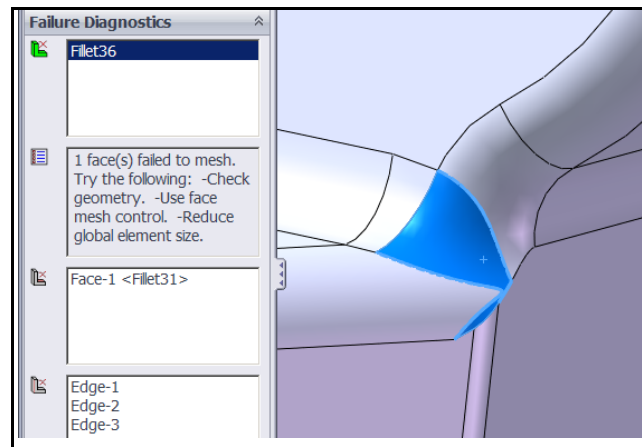 Failure Diagnostics
Fillet36
1 face(s) failed to mesh.
Try the following: -Check
geometry. -Use face
mesh control. -Reduce
global element size.
Face-1 <Fillet31>
Edge-1
Edge-2
Edge-3